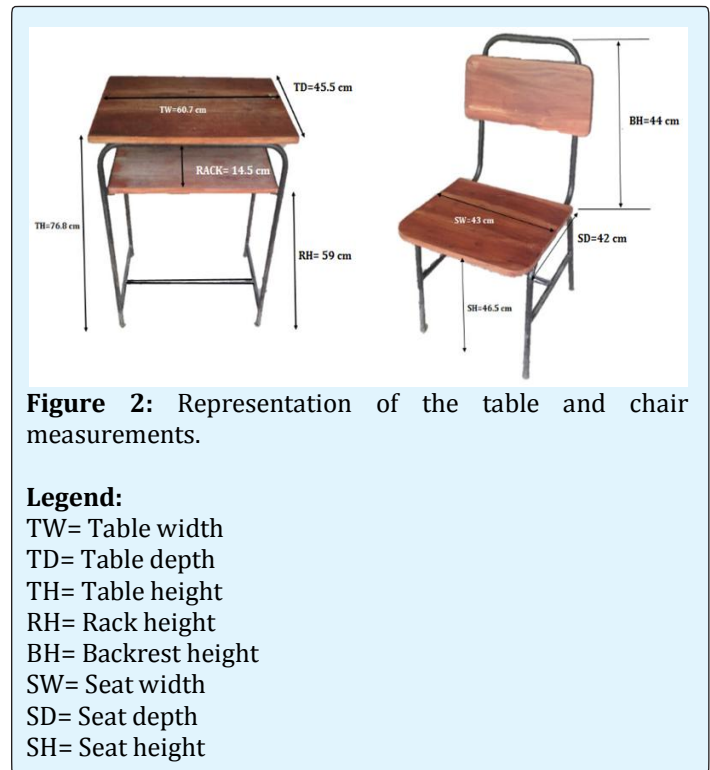 TD=45.5 cm
TW=60.7 cm
RACK= 14.5 cm
TH=76.8 cm
RH= 59 cm
BH=44 cm
SW=43 cm
SD=42 cm
SH=46.5 cm
Figure 2: Representation of the table and chair
measurements.
Legend:
TW= Table width
TD= Table depth
TH= Table height
RH= Rack height
BH= Backrest height
SW= Seat width
SD= Seat depth
SH= Seat height